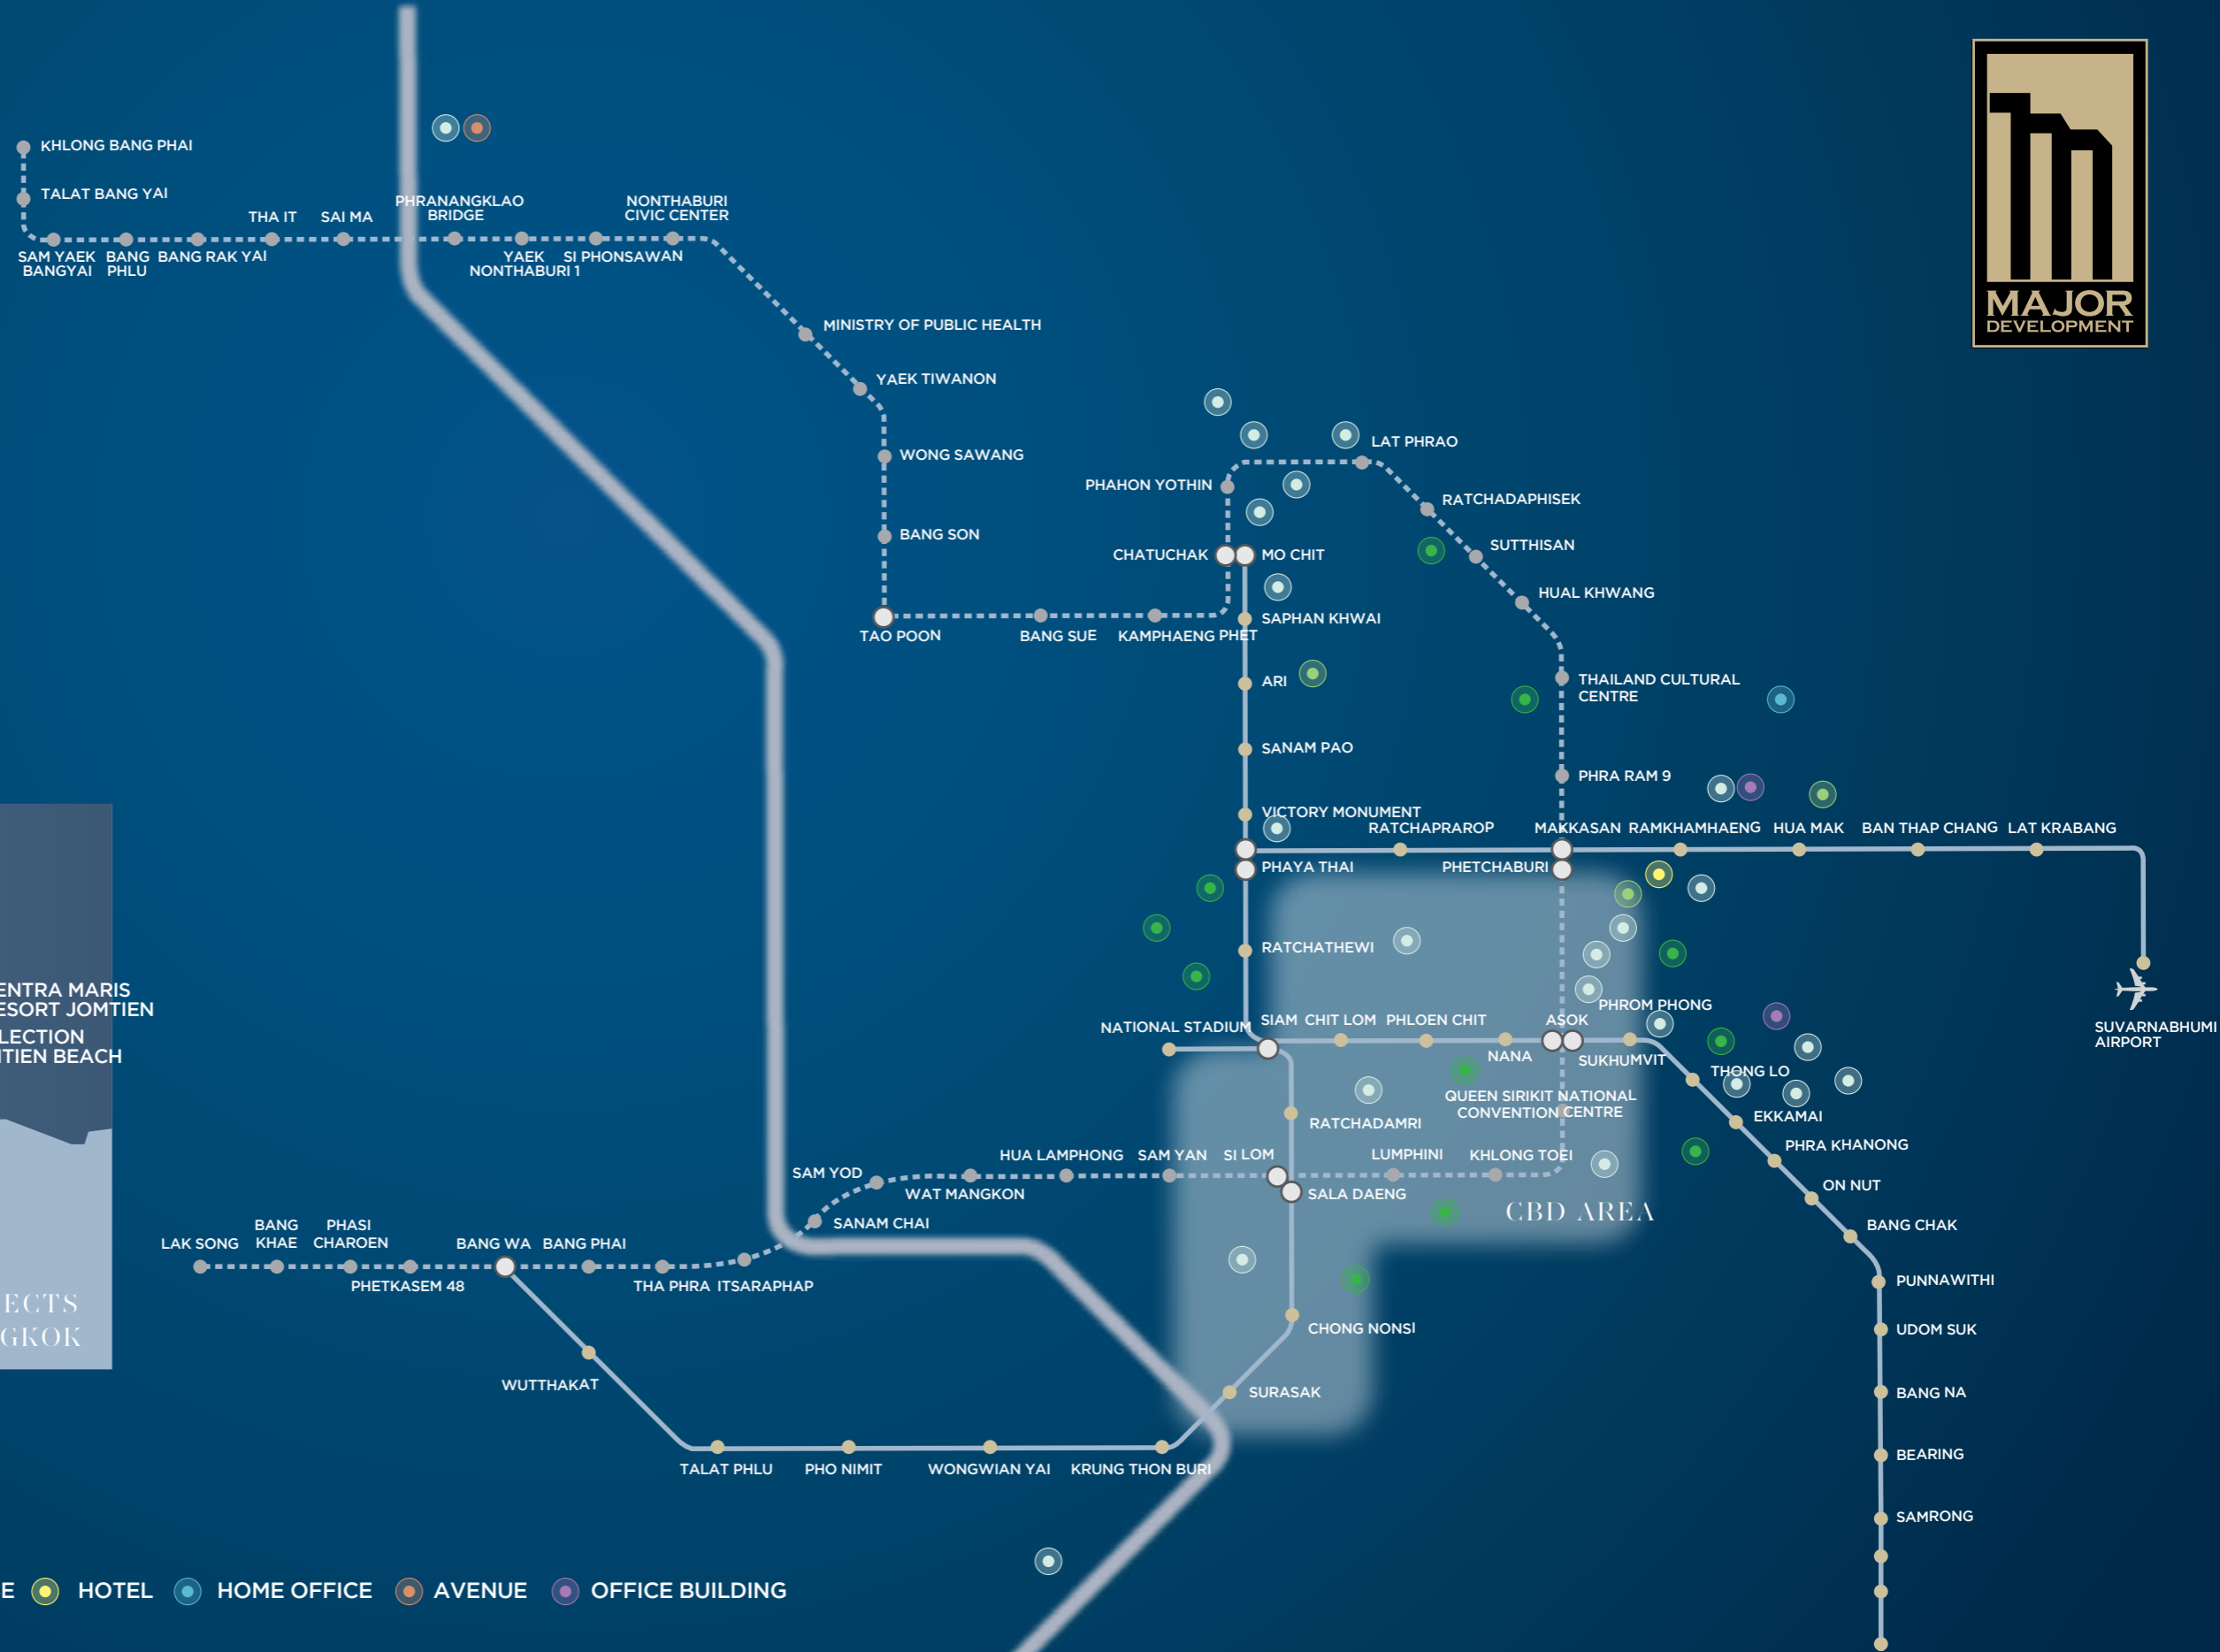 MAJOR
DEVELOPMENT
KHLONG BANG PHAI
TALAT BANG YAI
THA IT
SAI MA
PHRANANGKLAO
BRIDGE
NONTHABURI
CIVIC CENTER
SAM YAEK
BANGYAI
BANG
PHLU
BANG RAK YAI
YAEK
NONTHABURI 1
SI PHONSAWAN
MINISTRY OF PUBLIC HEALTH
YAEK TIWANON
WONG SAWANG
BANG SON
TAO POON
BANG SUE
KAMPHAENG PHET
PHAHON YOTHIN
LAT PHRAO
RATCHADAPHISEK
CHATUCHAK
MO CHIT
SUTTHISAN
HUAL KHWANG
SAPHAN KHWAI
ARI
THAILAND CULTURAL
CENTRE
SANAM PAO
PHRA RAM 9
VICTORY MONUMENT
RATCHAPRAROP
MAKKASAN
RAMKHAMHAENG
HUA MAK
BAN THAP CHANG
LAT KRABANG
PHAYA THAI
PHETCHABURI
RATCHATHEWI
ENTRA MARIS
ESORT JOMTIEN
LECTION
TIEN BEACH
PHROM PHONG
NATIONAL STADIUM
SIAM
CHIT LOM
PHLOEN CHIT
ASOK
NANA
SUKHUMVIT
SUVARNABHUMI
AIRPORT
THONG LO
QUEEN SIRIKIT NATIONAL
CONVENTION CENTRE
RATCHADAMRI
EKKAMAI
PHRA KHANONG
HUA LAMPHONG
SAM YAN
SI LOM
LUMPHINI
KHLONG TOEI
SAM YOD
WAT MANGKON
SALA DAENG
ON NUT
CBD AREA
SANAM CHAI
BANG CHAK
LAK SONG
BANG
KHAE
PHASI
CHAROEN
BANG WA
BANG PHAI
PHETKASEM 48
THA PHRA
ITSARAPHAP
PUNNAWITHI
ECTS
GKOK
CHONG NONSI
UDOM SUK
WUTTHAKAT
SURASAK
BANG NA
TALAT PHLU
PHO NIMIT
WONGWIAN YAI
KRUNG THON BURI
BEARING
SAMRONG
E
HOTEL
HOME OFFICE
AVENUE
OFFICE BUILDING